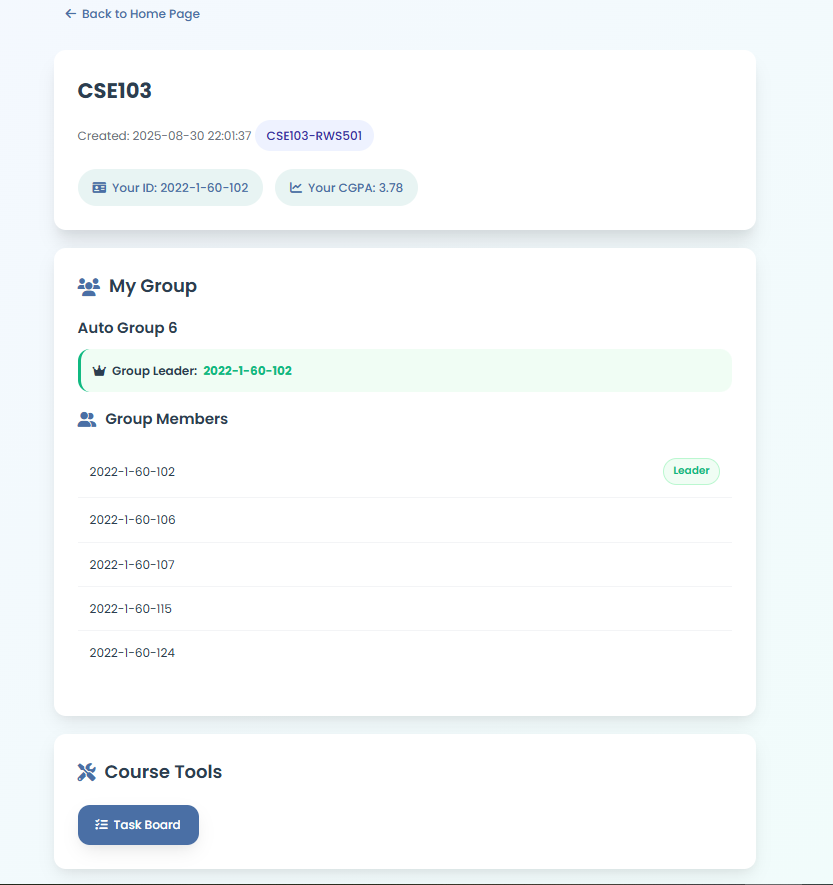 ← Back to Home Page
CSE103
Created: 2025-08-30 22:01:37 CSE103-RWS501
Your ID: 2022-1-60-102 Your CGPA: 3.78
My Group
Auto Group 6
Group Leader: 2022-1-60-102
Group Members
2022-1-60-102 Leader
2022-1-60-106
2022-1-60-107
2022-1-60-115
2022-1-60-124
Course Tools
Task Board